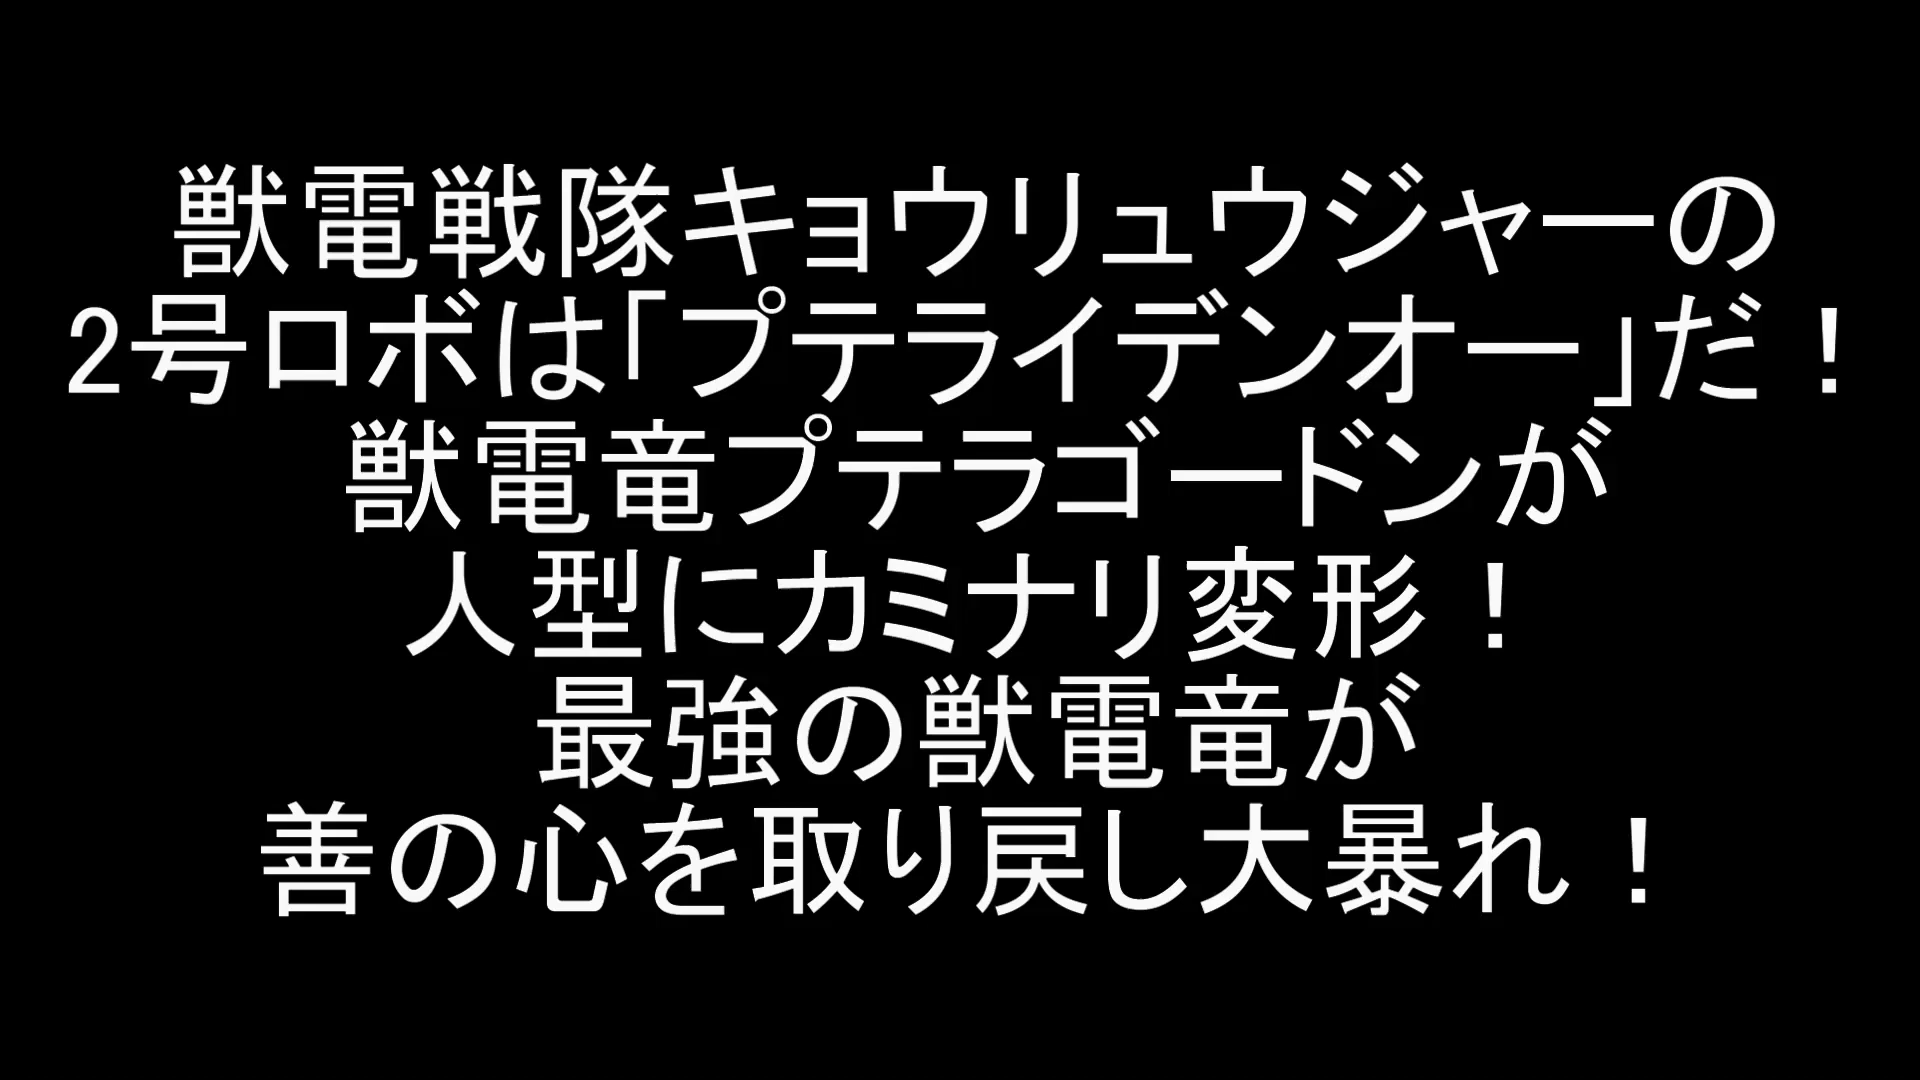 獣電戦隊キョウリュウジャーの
2号ロボは「プテライデンオー」だ！
獣電竜プテラゴードンが
人型にカミナリ変形！
最強の獣電竜が
善の心を取り戻し大暴れ！